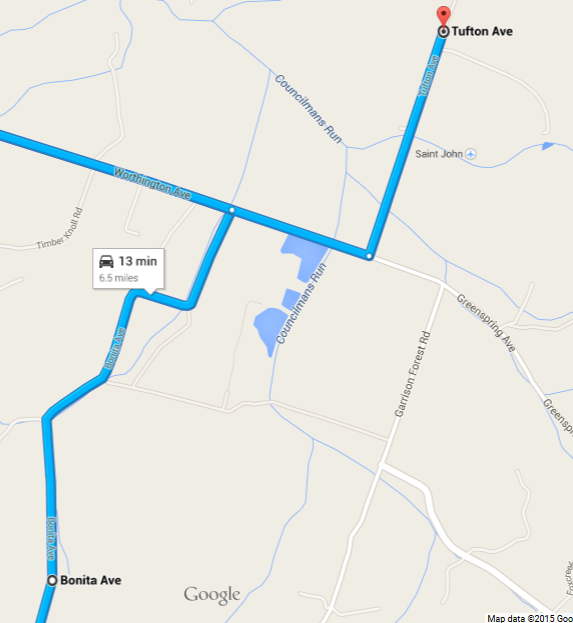 Tufton Ave
Tufton Ave
Councilmans Run
Saint John
Worthington Ave
Timber Knoll Rd
13 min
6.5 miles
Councilmans Run
Greenspring Ave
Bonita Ave
Garrison Forest Rd
Greenspring
Bonita Ave
Bonita Ave
Foxcree
Google
Map data ©2015 Goo